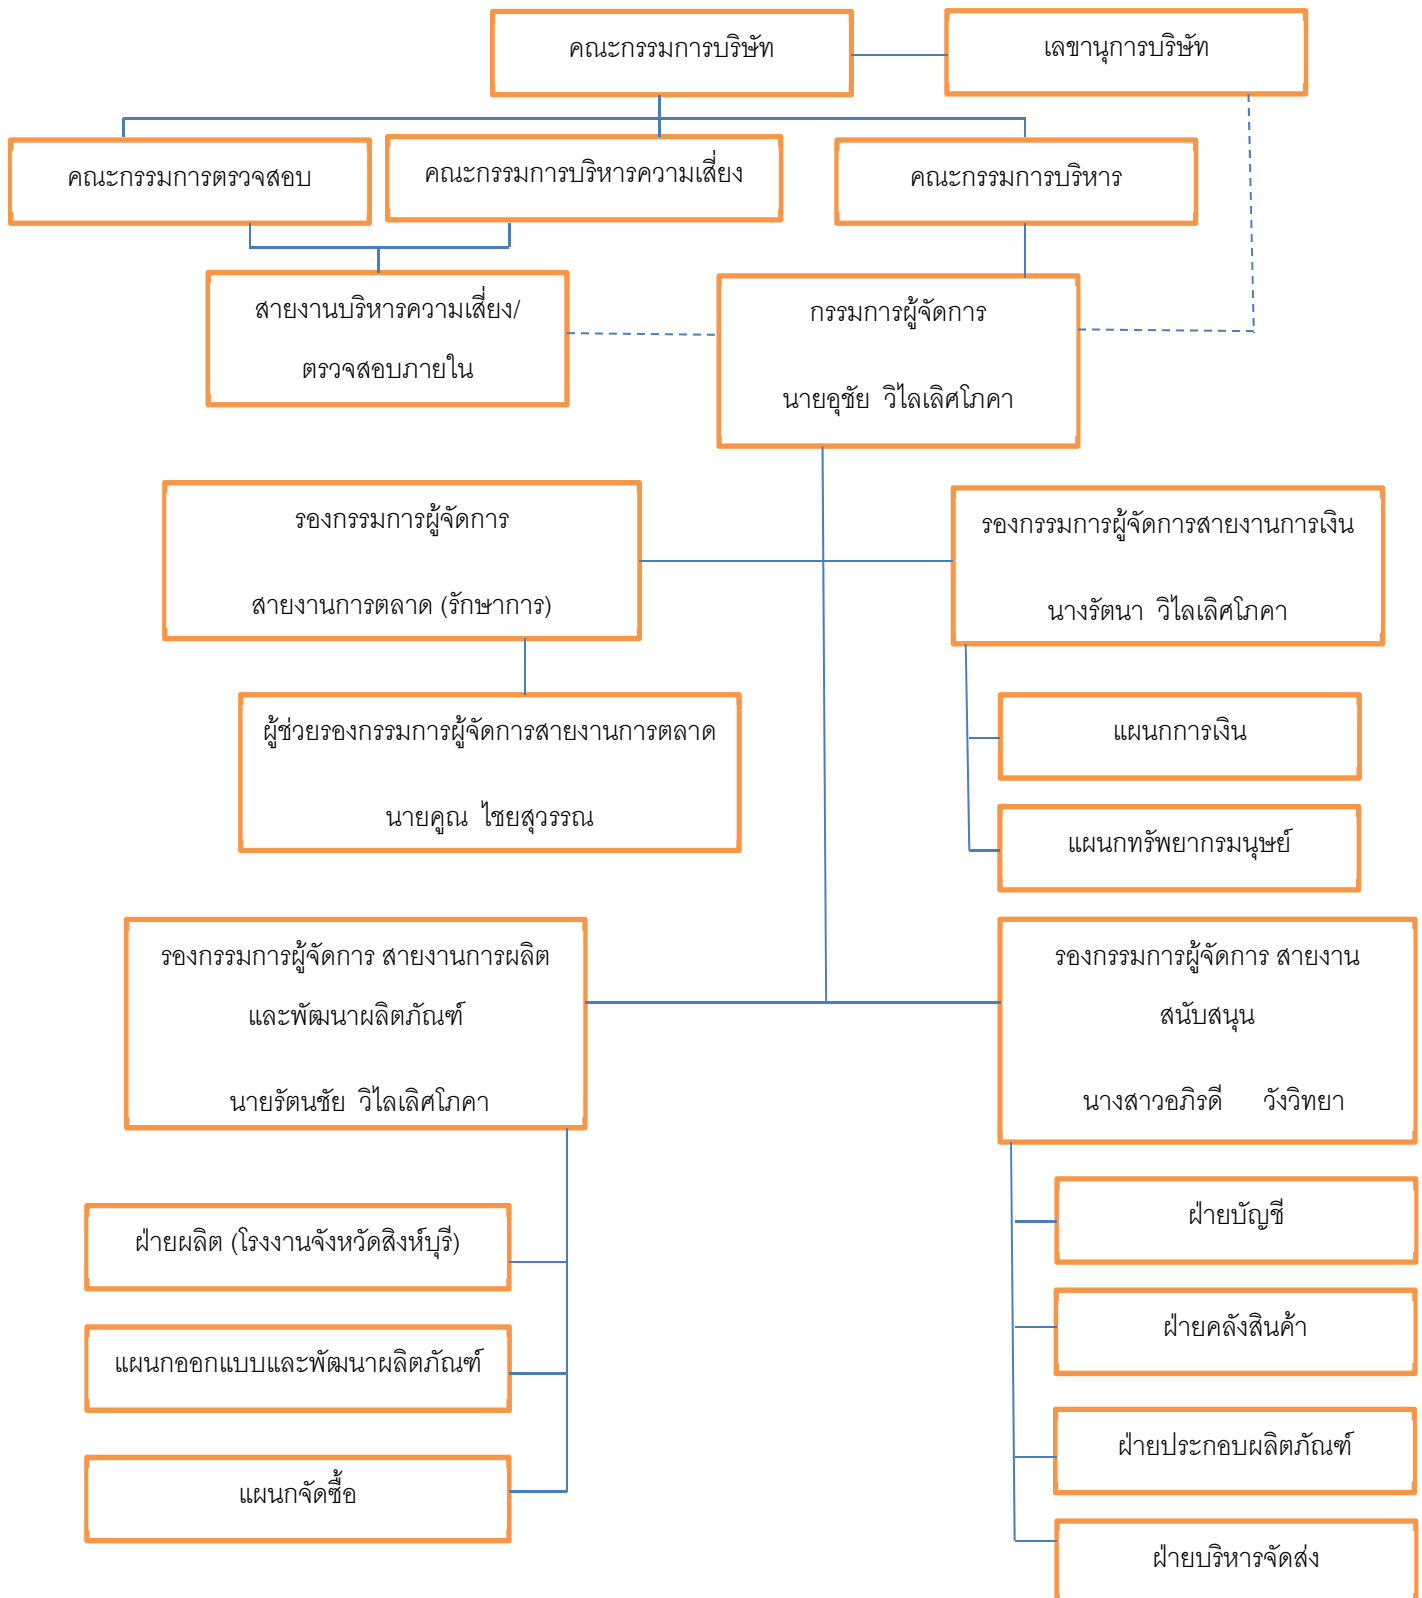 คณะกรรมการบริษัท
เลขานุการบริษัท
คณะกรรมการตรวจสอบ
คณะกรรมการบริหารความเสี่ยง
คณะกรรมการบริหาร
สายงานบริหารความเสี่ยง/
ตรวจสอบภายใน
กรรมการผู้จัดการ
นายอุชัย วิไลเลิศโภคา
รองกรรมการผู้จัดการ
สายงานการตลาด (รักษาการ)
รองกรรมการผู้จัดการสายงานการเงิน
นางรัตนา วิไลเลิศโภคา
ผู้ช่วยรองกรรมการผู้จัดการสายงานการตลาด
นายคูณ ไชยสุวรรณ
แผนกการเงิน
แผนกทรัพยากรมนุษย์
รองกรรมการผู้จัดการ สายงานการผลิต
และพัฒนาผลิตภัณฑ์
นายรัตนชัย วิไลเลิศโภคา
รองกรรมการผู้จัดการ สายงาน
สนับสนุน
นางสาวอภิรดี วังวิทยา
ฝ่ายผลิต (โรงงานจังหวัดสิงห์บุรี)
แผนกออกแบบและพัฒนาผลิตภัณฑ์
แผนกจัดซื้อ
ฝ่ายบัญชี
ฝ่ายคลังสินค้า
ฝ่ายประกอบผลิตภัณฑ์
ฝ่ายบริหารจัดส่ง